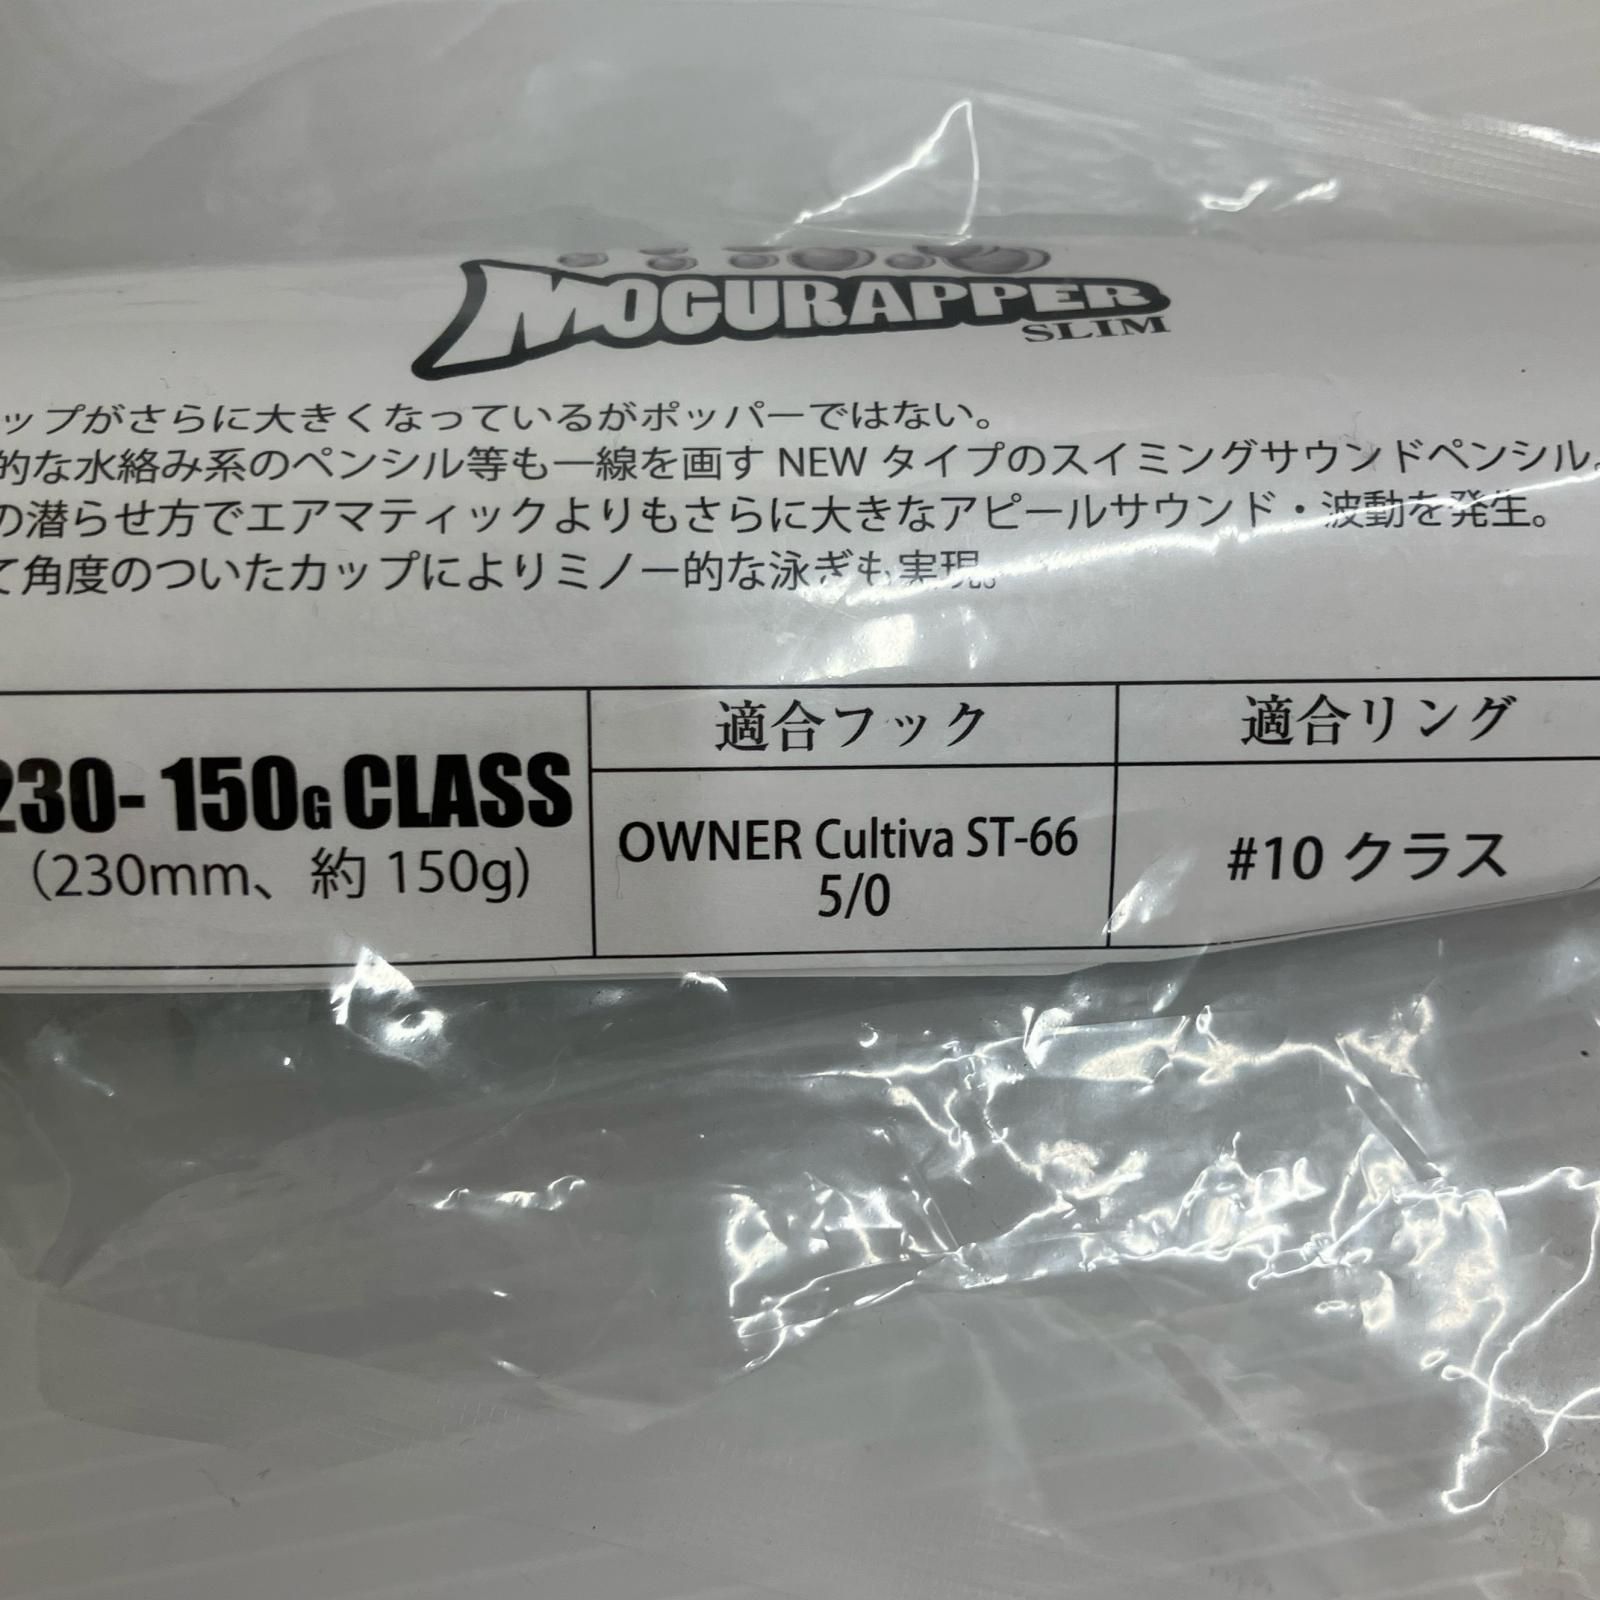 MOGURAPPER
SLIM
ップがさらに大きくなっているがポッパーではない。
的な水絡み系のペンシル等も一線を画す NEW タイプのスイミングサウンドペンシル。
の潜らせ方でエアマティックよりもさらに大きなアピールサウンド・波動を発生。
て角度のついたカップによりミノー的な泳ぎも実現。
230-150G CLASS
（230mm、約 150g）
適合フック
OWNER Cultiva ST-66
5/0
適合リング
#10 クラス